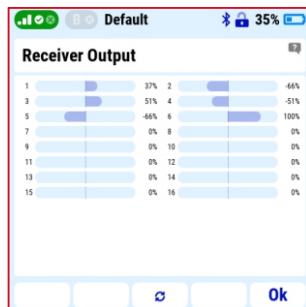 B Default 35%
Receiver Output ?
1 37% 2 -66%
3 51% 4 -51%
5 -66% 6 100%
7 0% 8 0%
9 0% 10 0%
11 0% 12 0%
13 0% 14 0%
15 0% 16 0%
Ok